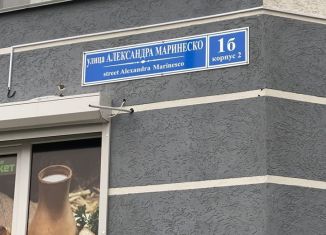 улица АЛЕКСАНДРА МАРИНЕСКО
street Alexandra Marinesco
1б
корпус 2